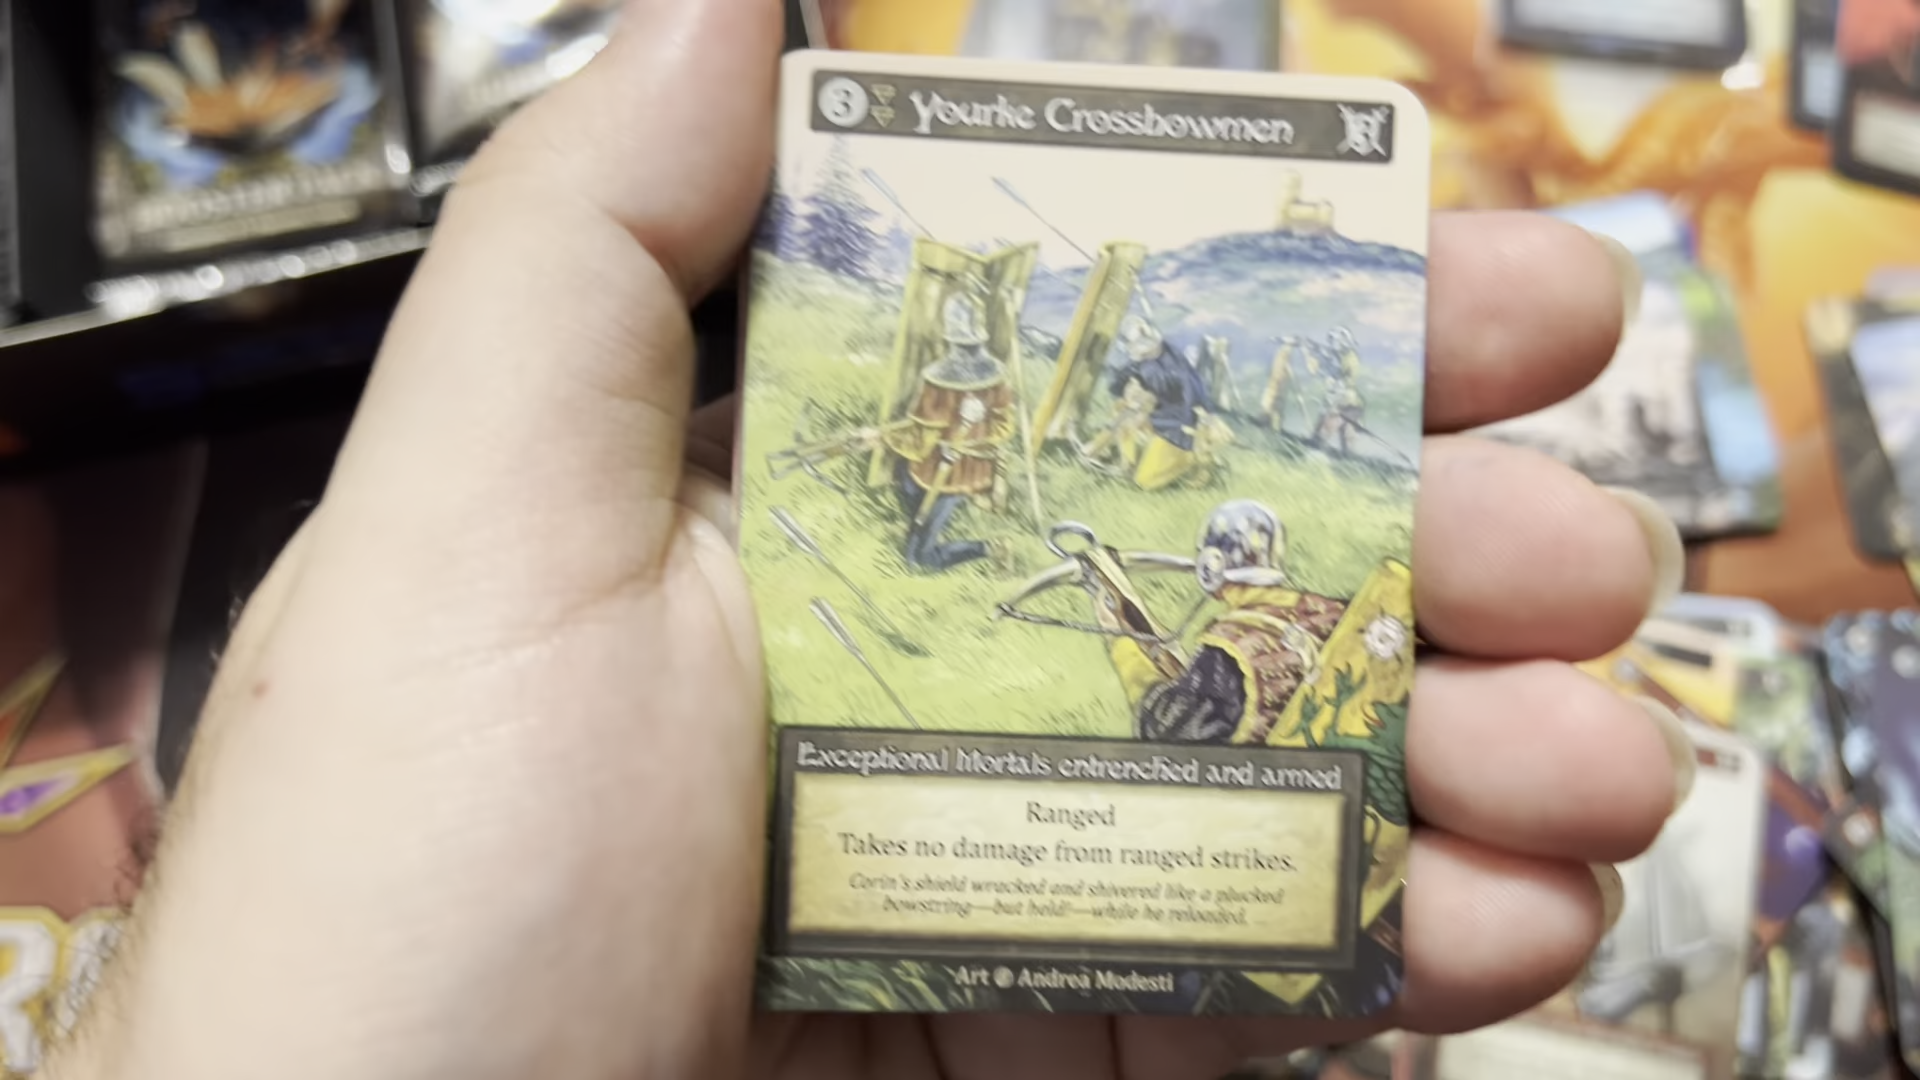 3 Yourke Crossbowmen 3
Exceptional Mortals entrenched and armed
Ranged
Takes no damage from ranged strikes.
Corin's shield wracked and shivered like a plucked
bowstring—but held!—while he reloaded.
Art @ Andrea Modesti